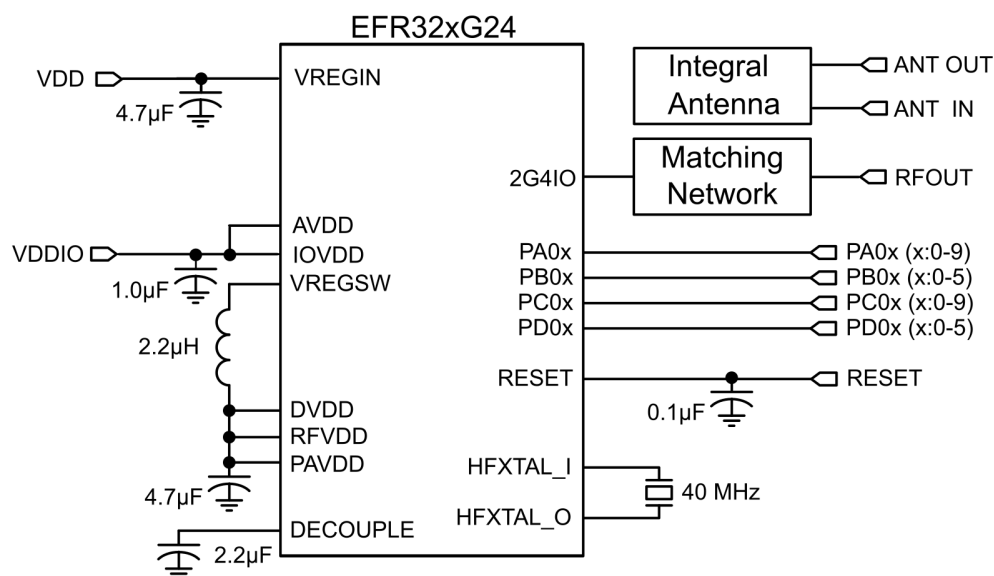 EFR32xG24
VDD
4.7µF
VREGIN
Integral
Antenna
ANT OUT
ANT IN
2G4IO
Matching
Network
RFOUT
VDDIO
1.0µF
AVDD
IOVDD
VREGSW
2.2µH
PA0x
PB0x
PC0x
PD0x
PA0x (x:0-9)
PB0x (x:0-5)
PC0x (x:0-9)
PD0x (x:0-5)
RESET
0.1µF
RESET
DVDD
RFVDD
PAVDD
4.7µF
DECOUPLE
2.2µF
HFXTAL_I
HFXTAL_O
40 MHz